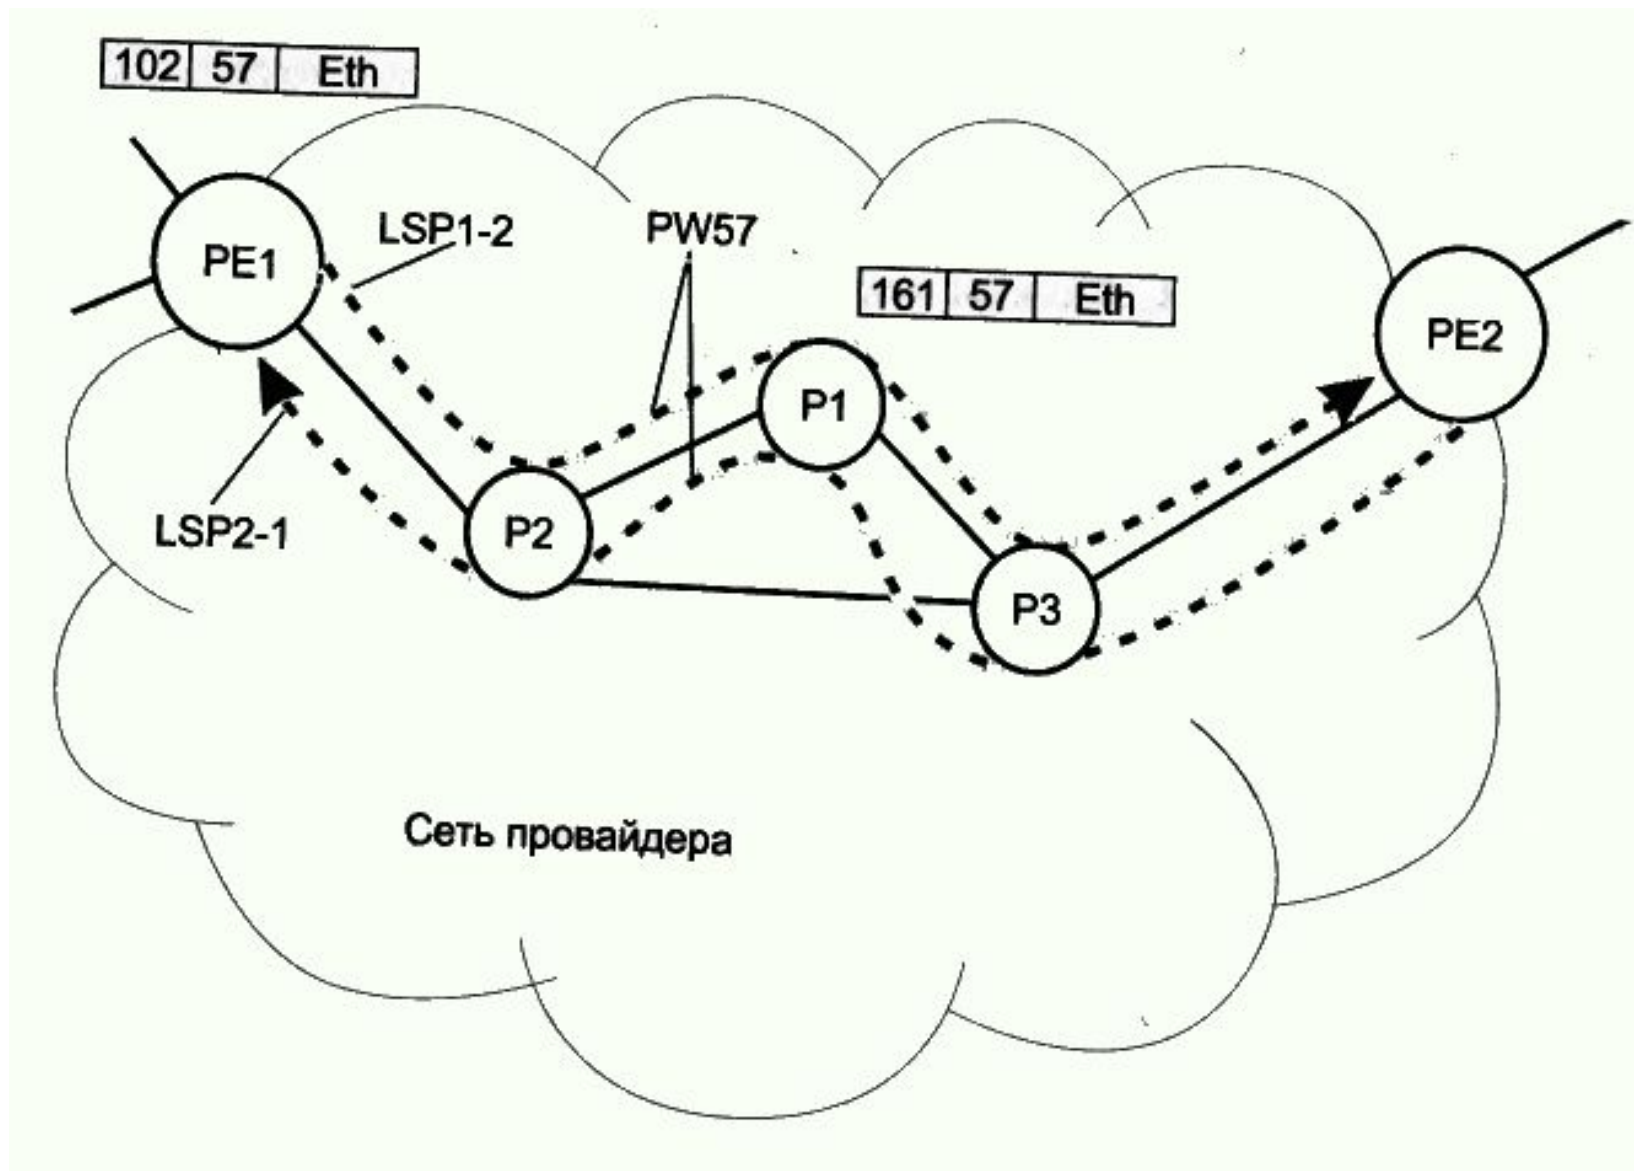 102 57 Eth
LSP1-2
PW57
PE1
161 57 Eth
PE2
P1
LSP2-1
P2
P3
Сеть провайдера